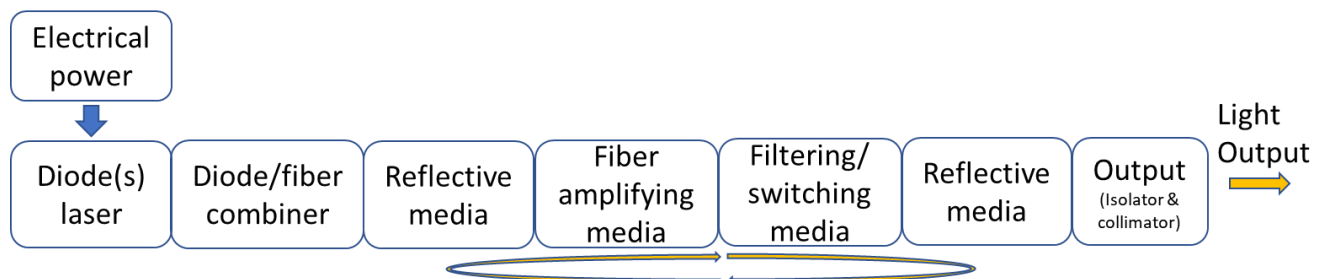 Electrical
power
Diode(s)
laser
Diode/fiber
combiner
Reflective
media
Fiber
amplifying
media
Filtering/
switching
media
Reflective
media
Output
(Isolator &
collimator)
Light
Output